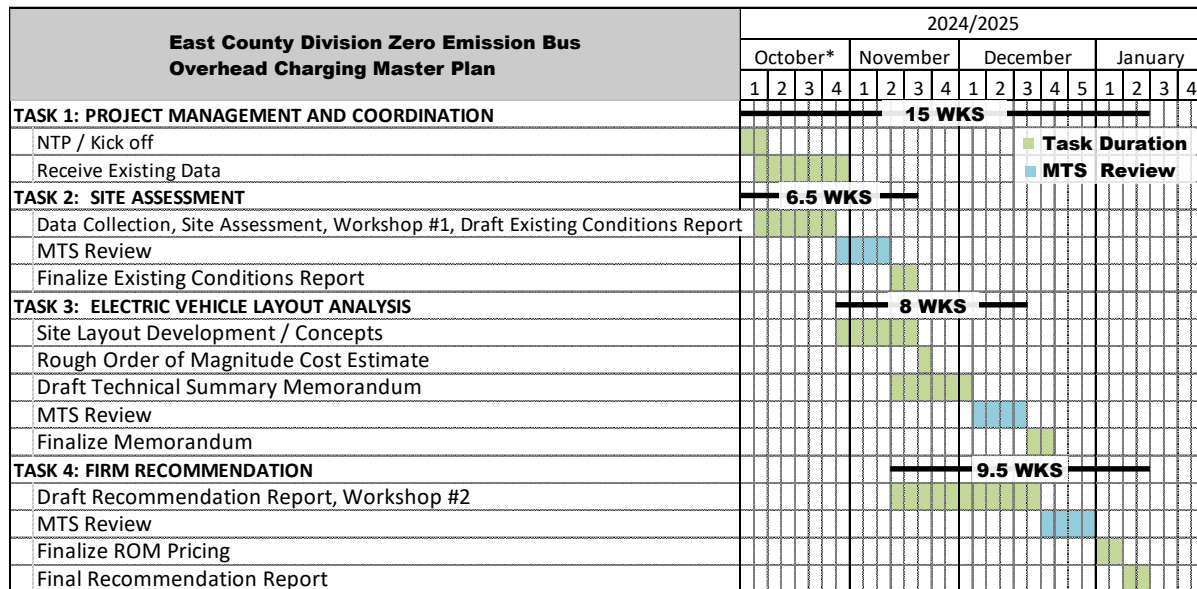 2024/2025
East County Division Zero Emission Bus
Overhead Charging Master Plan
October* November December January
1 2 3 4 1 2 3 4 1 2 3 4 5 1 2 3 4
TASK 1: PROJECT MANAGEMENT AND COORDINATION 15 WKS
NTP / Kick off Task Duration
Receive Existing Data MTS Review
TASK 2: SITE ASSESSMENT 6.5 WKS
Data Collection, Site Assessment, Workshop #1, Draft Existing Conditions Report
MTS Review
Finalize Existing Conditions Report
TASK 3: ELECTRIC VEHICLE LAYOUT ANALYSIS 8 WKS
Site Layout Development / Concepts
Rough Order of Magnitude Cost Estimate
Draft Technical Summary Memorandum
MTS Review
Finalize Memorandum
TASK 4: FIRM RECOMMENDATION 9.5 WKS
Draft Recommendation Report, Workshop #2
MTS Review
Finalize ROM Pricing
Final Recommendation Report